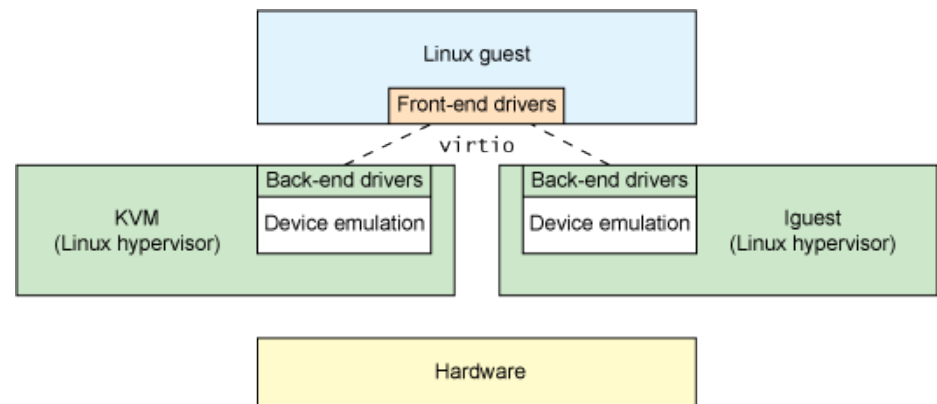 Linux guest
Front-end drivers
virtio
Back-end drivers
Device emulation
KVM
(Linux hypervisor)
Back-end drivers
Device emulation
lguest
(Linux hypervisor)
Hardware